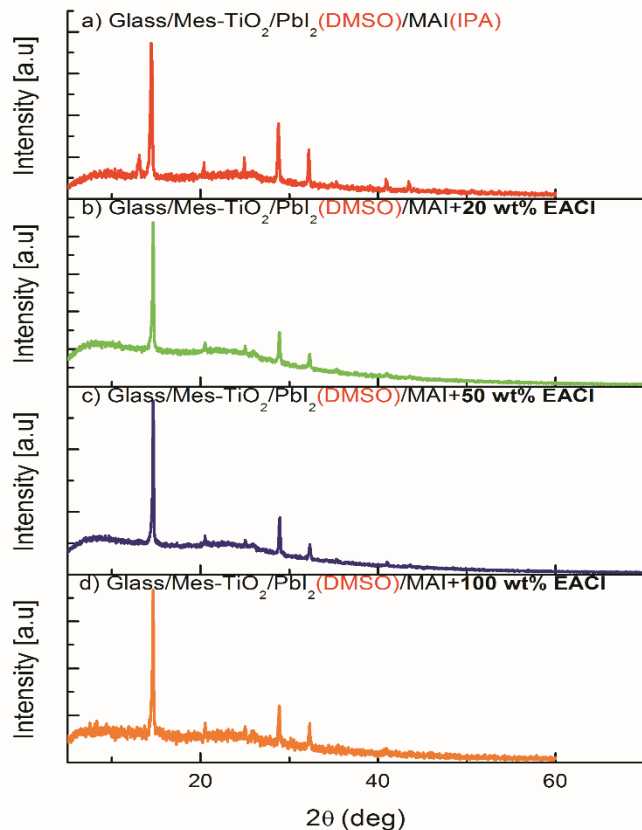 a) Glass/Mes-TiO₂/PbI₂(DMSO)/MAI(IPA)
Intensity [a.u]
b) Glass/Mes-TiO₂/PbI₂(DMSO)/MAI+20 wt% EACl
Intensity [a.u]
c) Glass/Mes-TiO₂/PbI₂(DMSO)/MAI+50 wt% EACl
Intensity [a.u]
d) Glass/Mes-TiO₂/PbI₂(DMSO)/MAI+100 wt% EACl
Intensity [a.u]
20 40 60
2θ (deg)